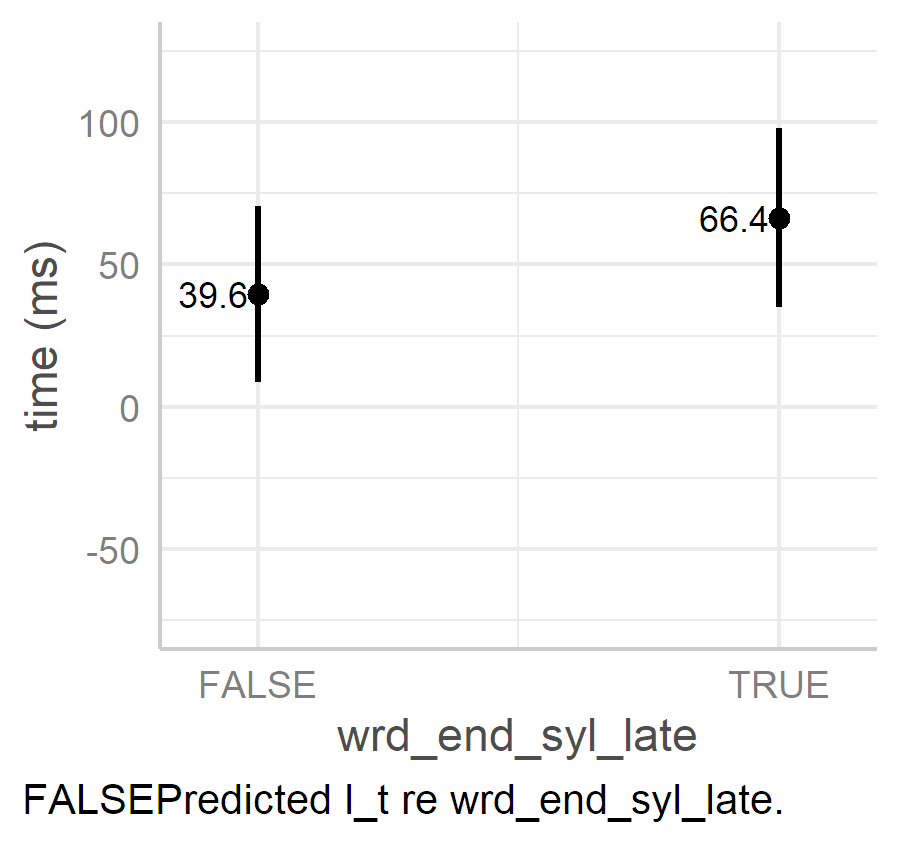 100
50
0
-50
time (ms)
39.6
66.4
FALSE
TRUE
wrd_end_syl_late
FALSEPredicted l_t re wrd_end_syl_late.